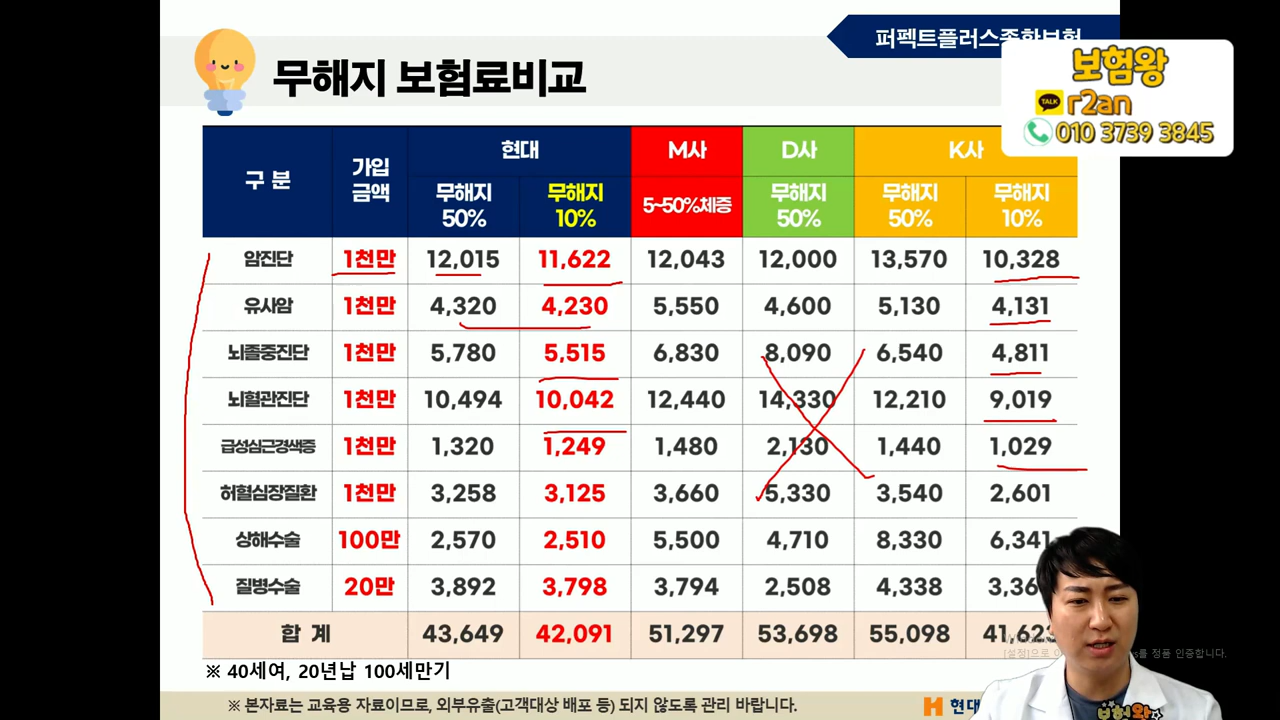 퍼펙트플러스종합보험
보험왕
TALK r2an
010 3739 3845
무해지 보험료비교
구 분 가입금액 현대 M사 D사 K사
무해지 50% 무해지 10% 5~50%체증 무해지 50% 무해지 50% 무해지 10%
암진단 1천만 12,015 11,622 12,043 12,000 13,570 10,328
유사암 1천만 4,320 4,230 5,550 4,600 5,130 4,131
뇌졸중진단 1천만 5,780 5,515 6,830 8,090 6,540 4,811
뇌혈관진단 1천만 10,494 10,042 12,440 14,330 12,210 9,019
급성심근경색증 1천만 1,320 1,249 1,480 2,130 1,440 1,029
허혈심장질환 1천만 3,258 3,125 3,660 5,330 3,540 2,601
상해수술 100만 2,570 2,510 5,500 4,710 8,330 6,341
질병수술 20만 3,892 3,798 3,794 2,508 4,338
합 계 43,649 42,091 51,297 53,698 55,098
※ 40세여, 20년납 100세만기
※ 본자료는 교육용 자료이므로, 외부유출(고객대상 배포 등) 되지 않도록 관리 바랍니다.
현대
보험왕